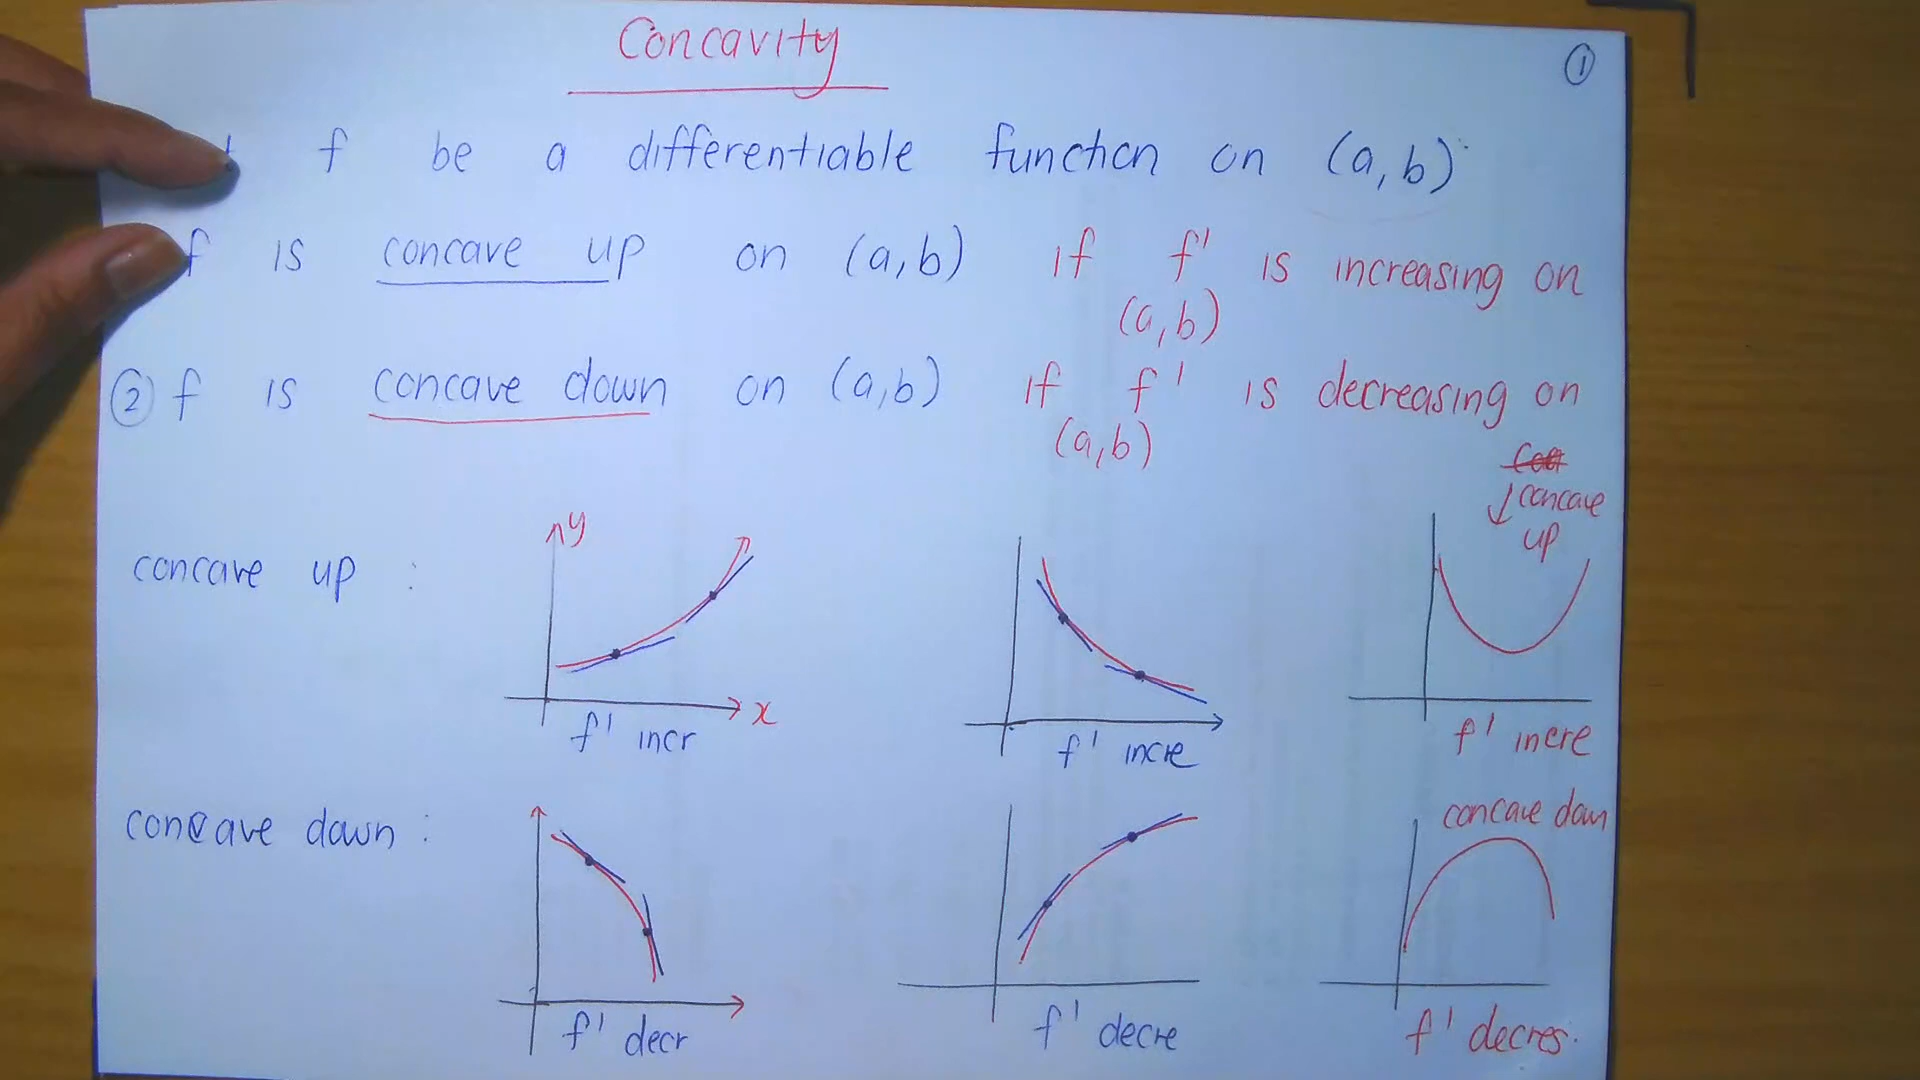 Concavity
①
f be a differentiable function on (a,b)
f is concave up on (a,b) if f' is increasing on
(a,b)
② f is concave down on (a,b) if f' is decreasing on
(a,b)
concave
up
y
concave up :
x
f' incr
f' incre
f' incre
concave down
concave down :
f' decr
f' decre
f' decres.